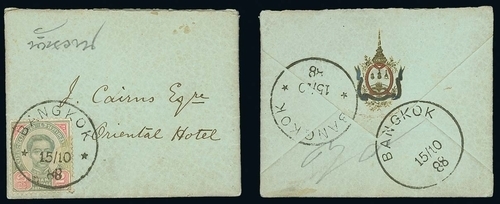 J. Cairns Esqre
Oriental Hotel
BANGKOK
15/10
88
BANGKOK
15/10
88
BANGKOK
15/10
88